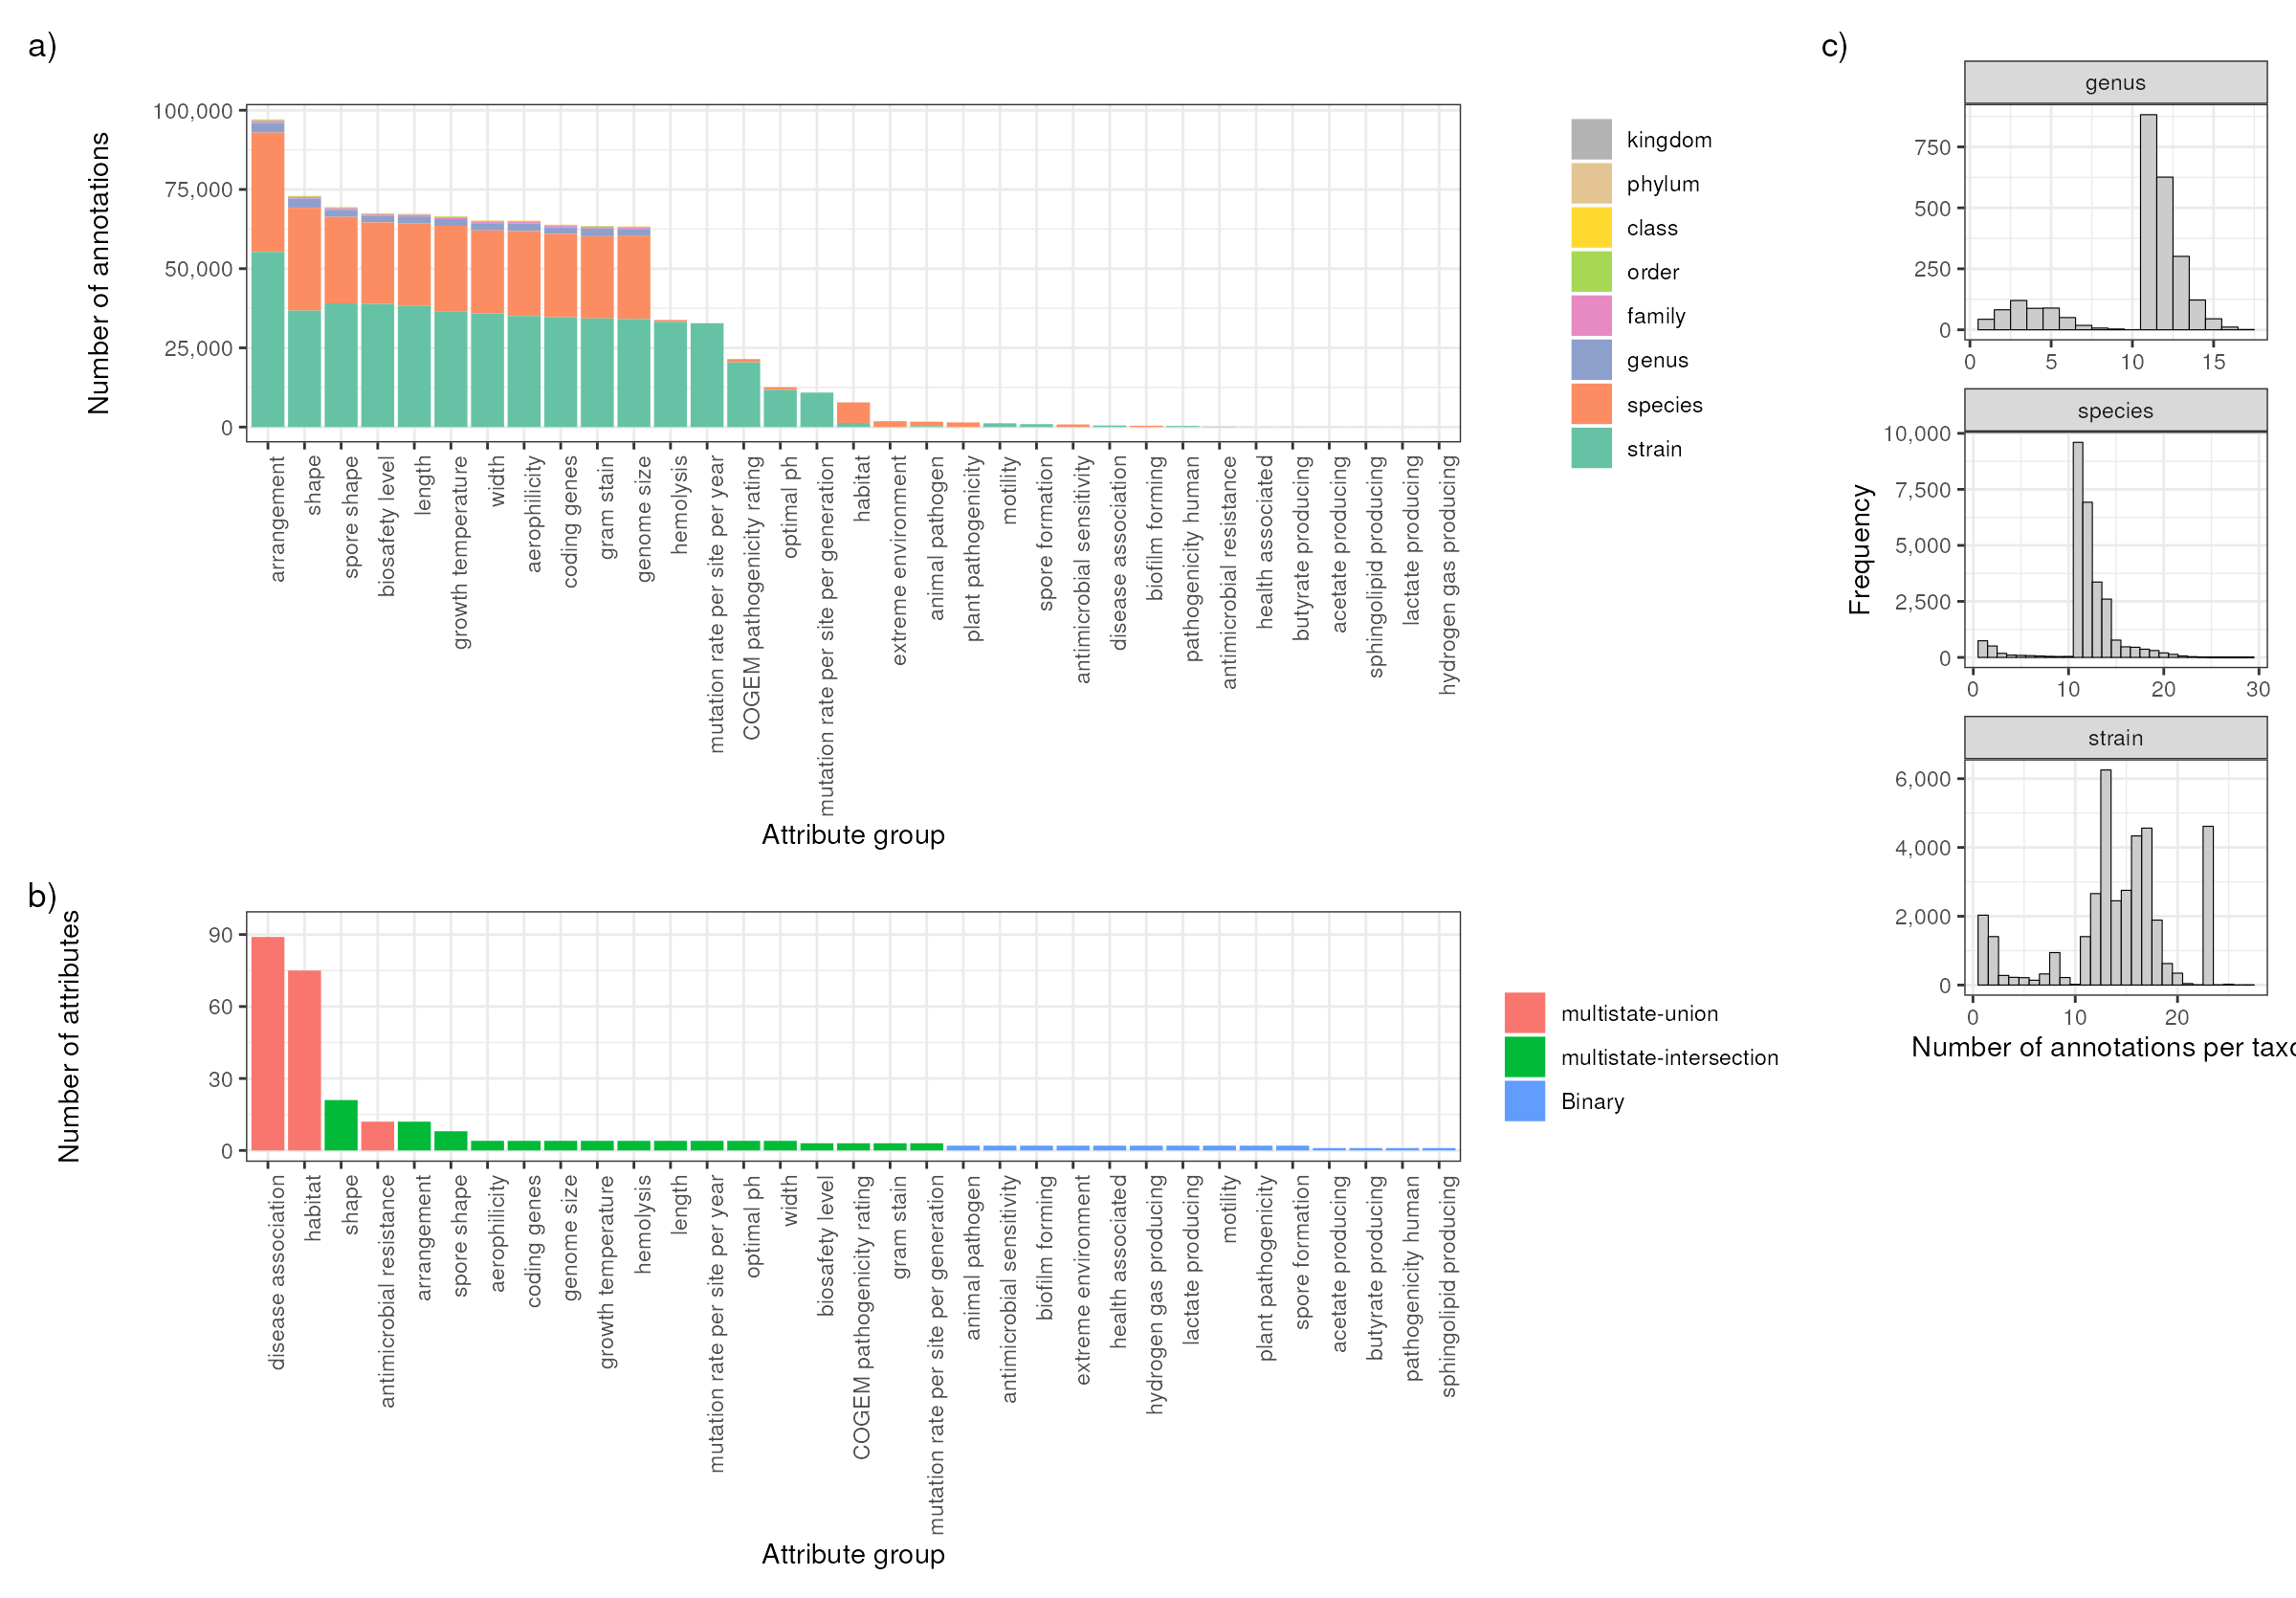 a)
Number of annotations
100,000
75,000
50,000
25,000
0
arrangement
shape
spore shape
biosafety level
length
growth temperature
width
aerophilicity
coding genes
gram stain
genome size
hemolysis
mutation rate per site per year
COGEM pathogenicity rating
optimal ph
mutation rate per site per generation
habitat
extreme environment
animal pathogen
plant pathogenicity
motility
spore formation
antimicrobial sensitivity
disease association
biofilm forming
pathogenicity human
antimicrobial resistance
health associated
butyrate producing
acetate producing
sphingolipid producing
lactate producing
hydrogen gas producing
Attribute group
kingdom
phylum
class
order
family
genus
species
strain
b)
Number of attributes
90
60
30
0
disease association
habitat
shape
antimicrobial resistance
arrangement
spore shape
aerophilicity
coding genes
genome size
growth temperature
hemolysis
length
mutation rate per site per year
optimal ph
width
biosafety level
COGEM pathogenicity rating
gram stain
mutation rate per site per generation
animal pathogen
antimicrobial sensitivity
biofilm forming
extreme environment
health associated
hydrogen gas producing
lactate producing
motility
plant pathogenicity
spore formation
acetate producing
butyrate producing
pathogenicity human
sphingolipid producing
Attribute group
multistate-union
multistate-intersection
Binary
c)
Frequency
genus
750
500
250
0
0 5 10 15
species
10,000
7,500
5,000
2,500
0
0 10 20 30
strain
6,000
4,000
2,000
0
0 10 20
Number of annotations per taxo